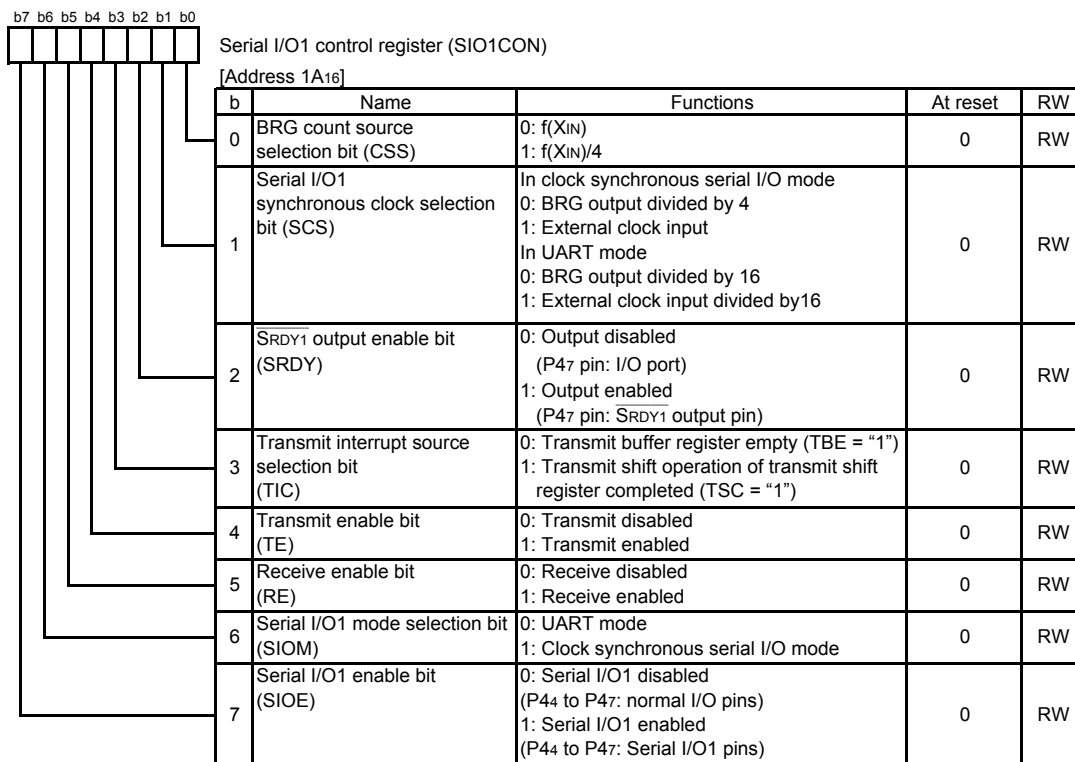 b7 b6 b5 b4 b3 b2 b1 b0
Serial I/O1 control register (SIO1CON)
[Address 1A16]
b Name Functions At reset RW
0 BRG count source selection bit (CSS) 0: f(XIN) 0 RW
1: f(XIN)/4
1 Serial I/O1 synchronous clock selection bit (SCS) In clock synchronous serial I/O mode 0 RW
0: BRG output divided by 4
1: External clock input
In UART mode
0: BRG output divided by 16
1: External clock input divided by16
2 SRDY1 output enable bit (SRDY) 0: Output disabled 0 RW
(P47 pin: I/O port)
1: Output enabled
(P47 pin: SRDY1 output pin)
3 Transmit interrupt source selection bit (TIC) 0: Transmit buffer register empty (TBE = “1”) 0 RW
1: Transmit shift operation of transmit shift
register completed (TSC = “1”)
4 Transmit enable bit (TE) 0: Transmit disabled 0 RW
1: Transmit enabled
5 Receive enable bit (RE) 0: Receive disabled 0 RW
1: Receive enabled
6 Serial I/O1 mode selection bit (SIOM) 0: UART mode 0 RW
1: Clock synchronous serial I/O mode
7 Serial I/O1 enable bit (SIOE) 0: Serial I/O1 disabled 0 RW
(P44 to P47: normal I/O pins)
1: Serial I/O1 enabled
(P44 to P47: Serial I/O1 pins)